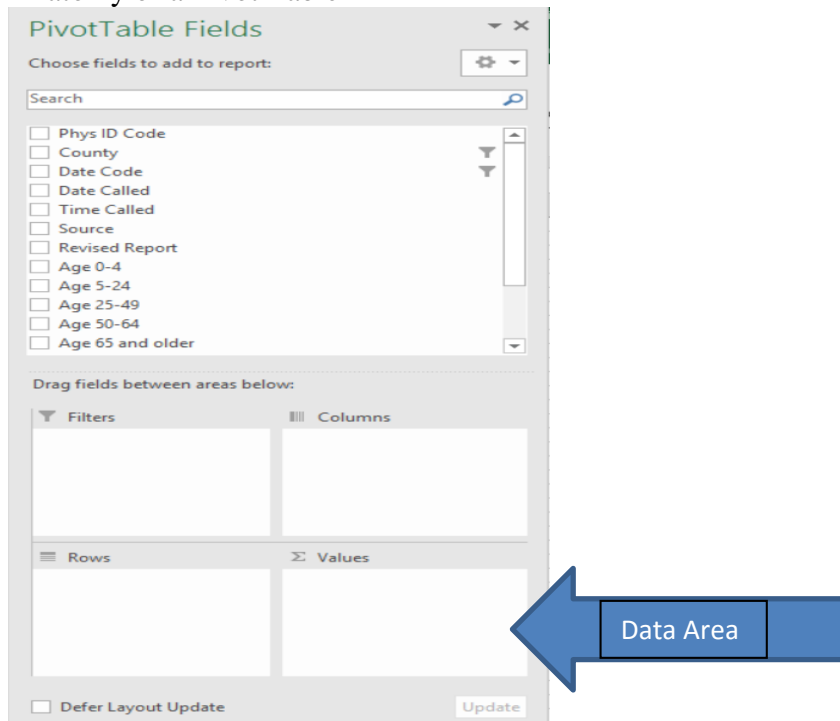 PivotTable Fields
Choose fields to add to report:
Search
Phys ID Code
County
Date Code
Date Called
Time Called
Source
Revised Report
Age 0-4
Age 5-24
Age 25-49
Age 50-64
Age 65 and older
Drag fields between areas below:
Filters
Columns
Rows
Σ Values
Data Area
Defer Layout Update
Update